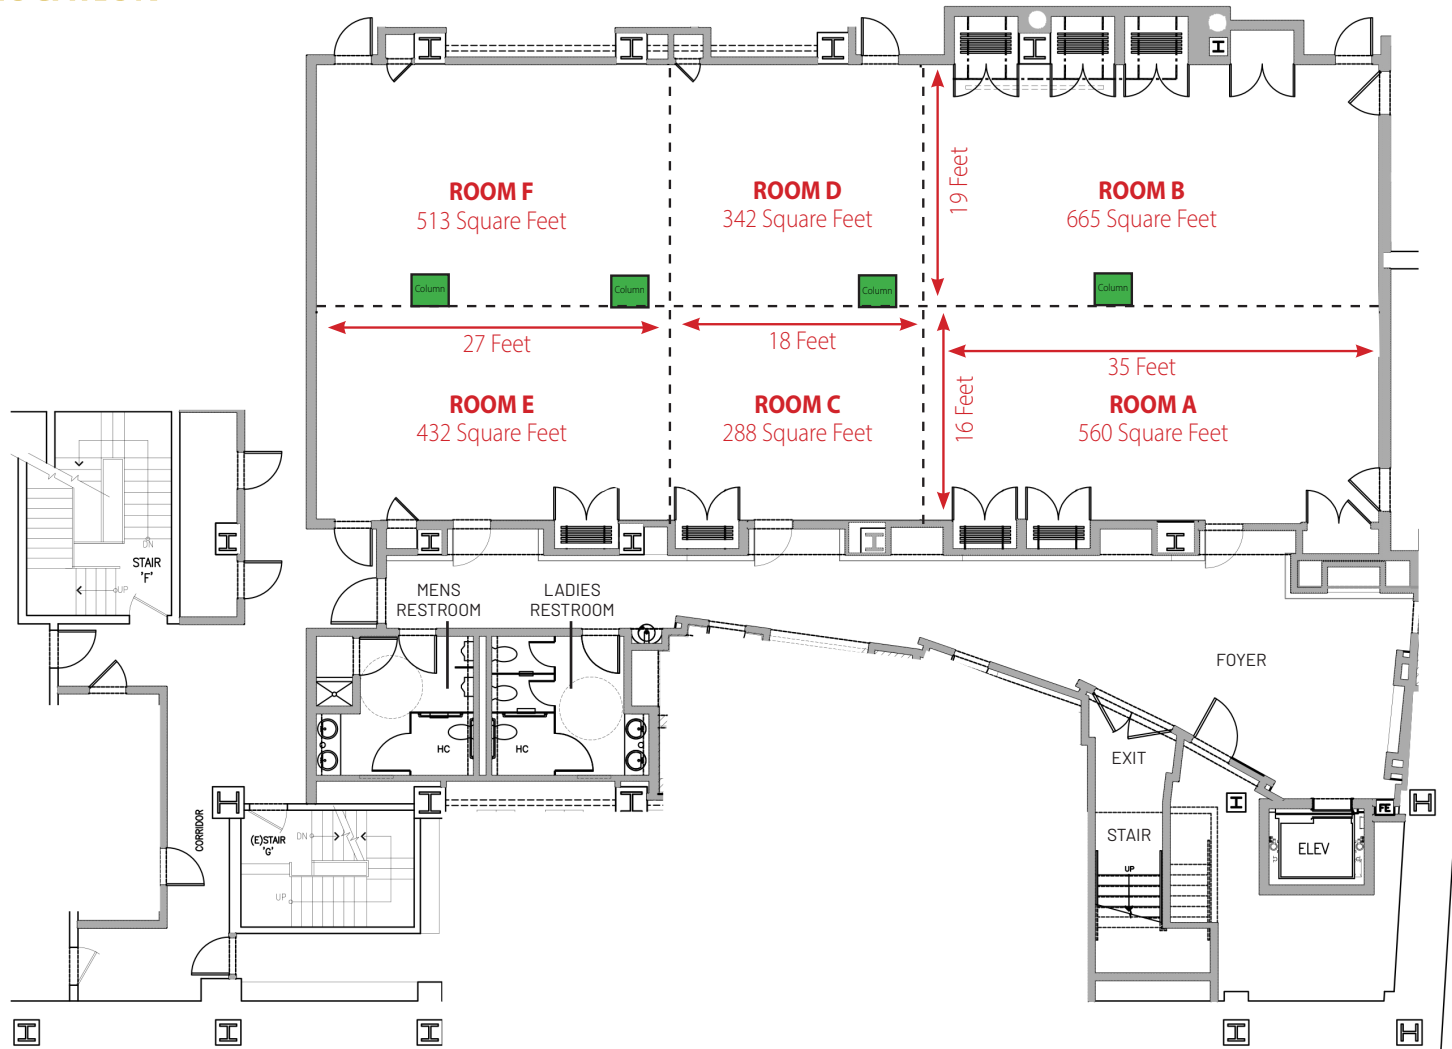 ROOM F
513 Square Feet
ROOM D
342 Square Feet
19 Feet
ROOM B
665 Square Feet
Column
Column
Column
Column
27 Feet
18 Feet
16 Feet
35 Feet
ROOM E
432 Square Feet
ROOM C
288 Square Feet
ROOM A
560 Square Feet
DN
STAIR
'F'
UP
MENS
RESTROOM
LADIES
RESTROOM
FOYER
HC
HC
EXIT
CORRIDOR
(E)STAIR
'G'
DN
UP
STAIR
UP
FE
ELEV